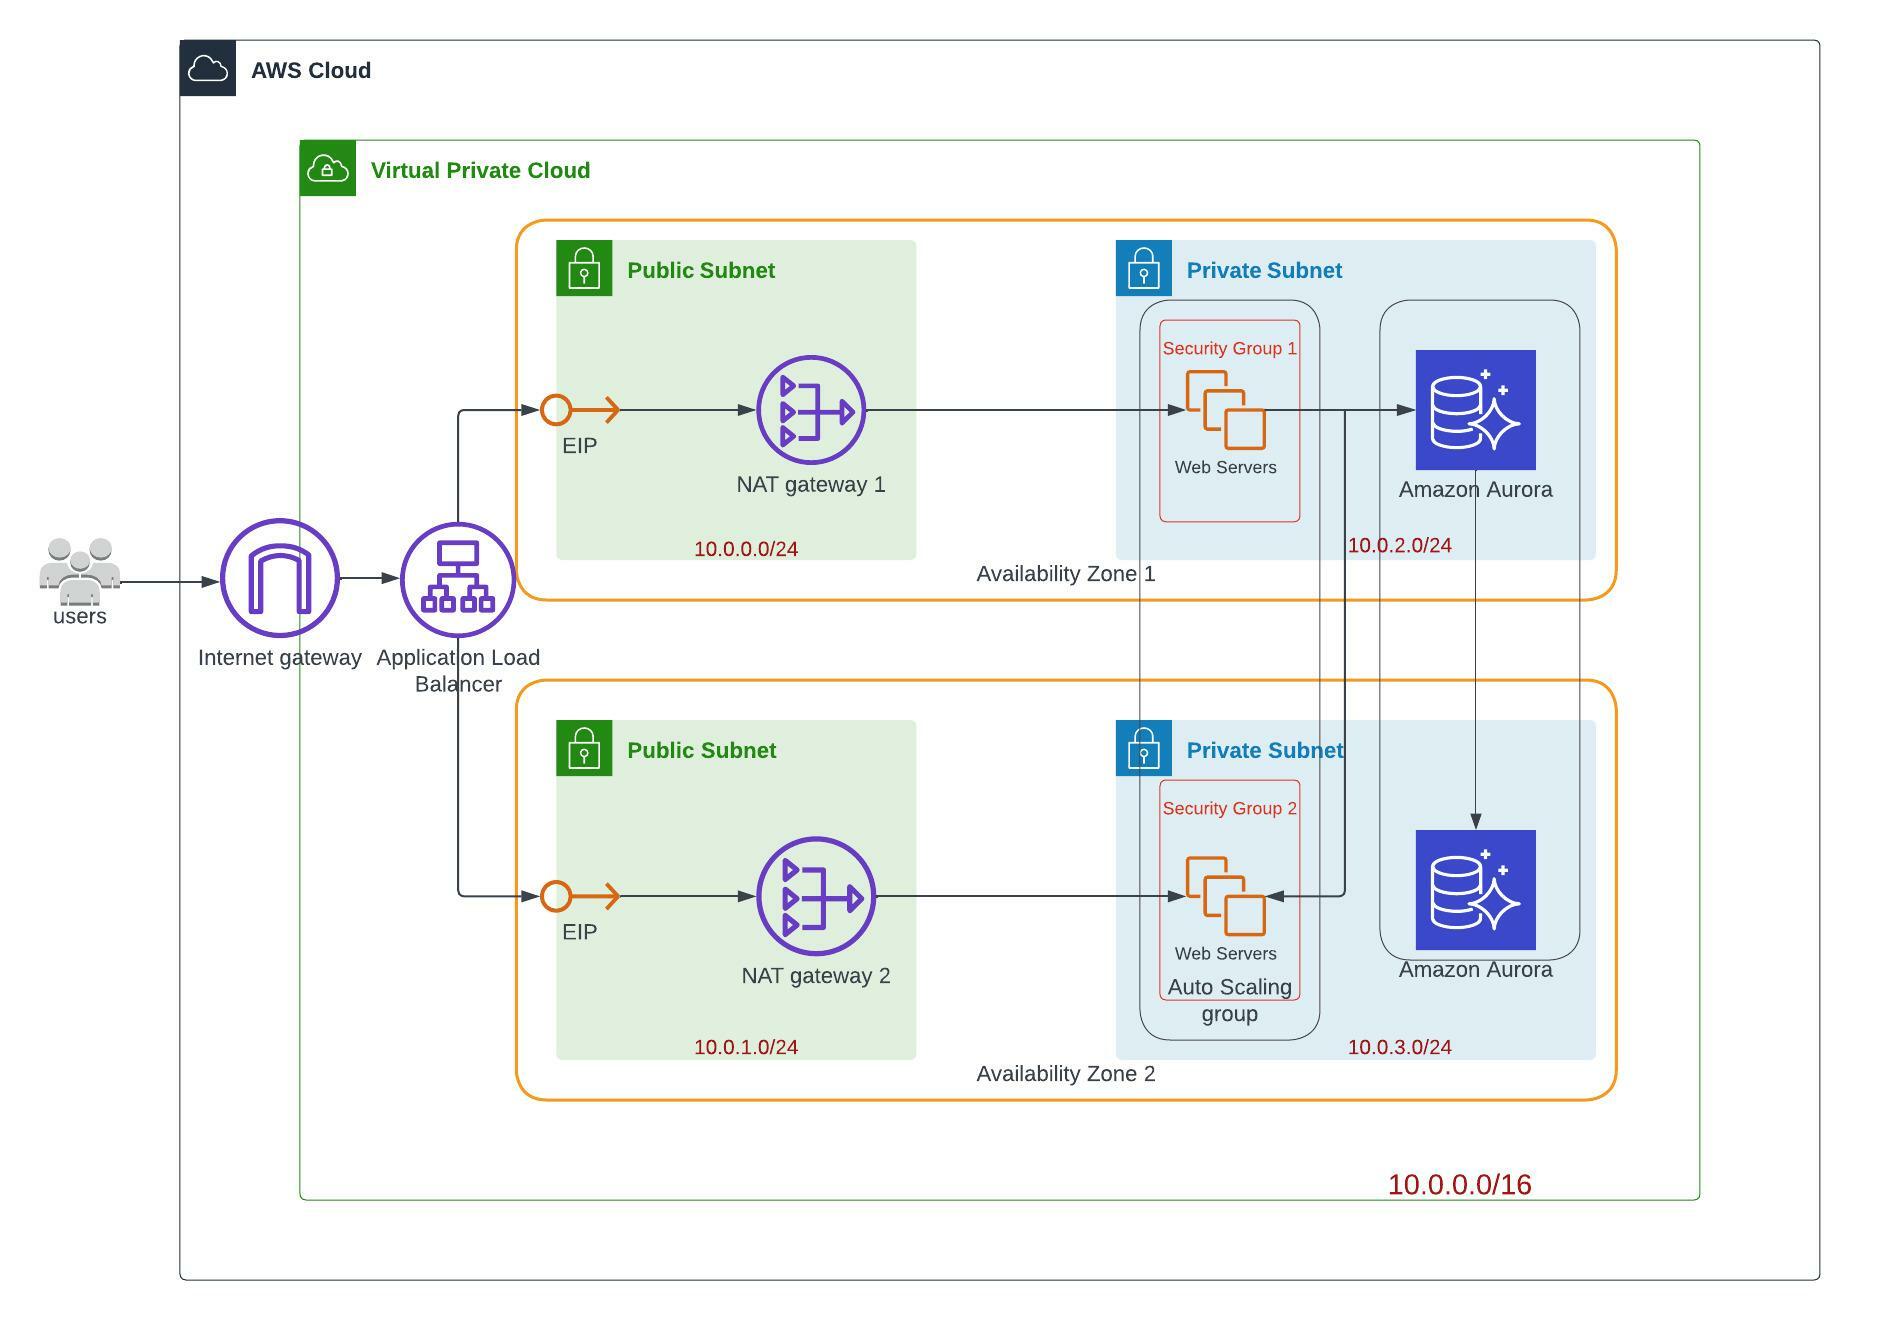 AWS Cloud
Virtual Private Cloud
Public Subnet
Private Subnet
Security Group 1
EIP
Web Servers
NAT gateway 1
Amazon Aurora
10.0.0.0/24
10.0.2.0/24
Availability Zone 1
users
Internet gateway
Application Load
Balancer
Public Subnet
Private Subnet
Security Group 2
EIP
Web Servers
NAT gateway 2
Amazon Aurora
Auto Scaling
group
10.0.1.0/24
10.0.3.0/24
Availability Zone 2
10.0.0.0/16